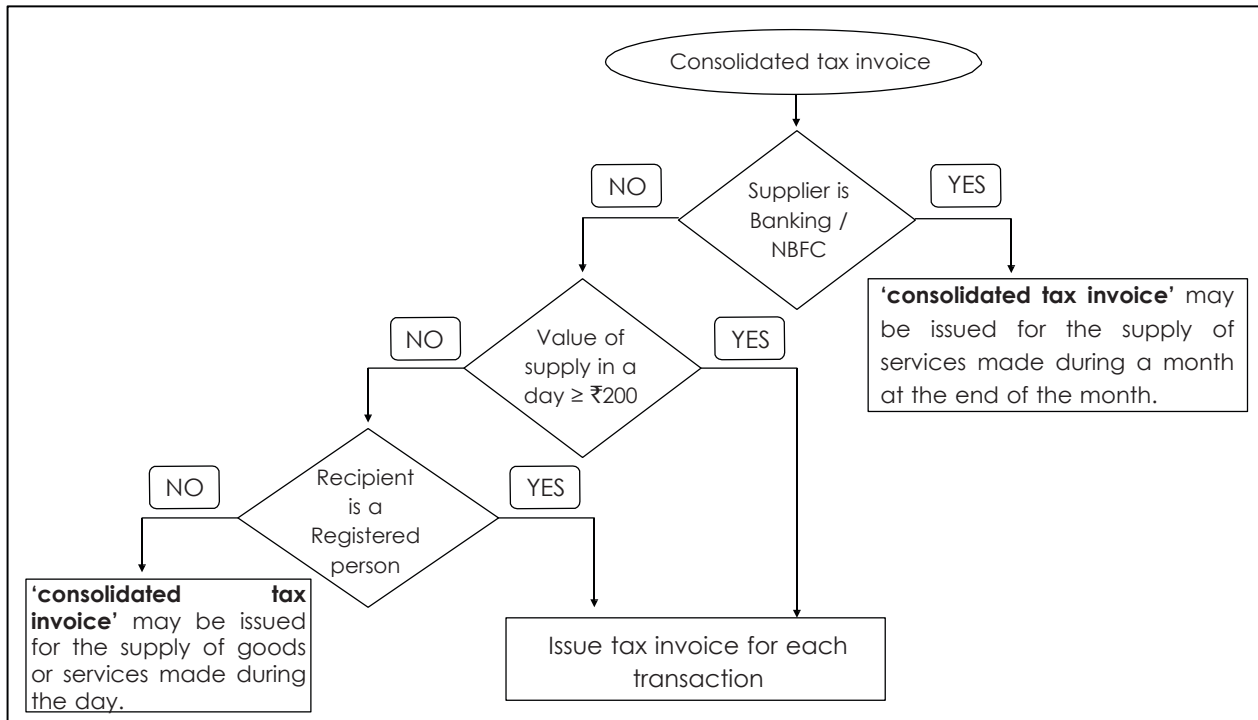 Consolidated tax invoice
NO
Supplier is
Banking /
NBFC
YES
‘consolidated tax invoice’ may
be issued for the supply of
services made during a month
at the end of the month.
NO
Value of
supply in a
day ≥ ₹200
YES
NO
Recipient
is a
Registered
person
YES
‘consolidated tax
invoice’ may be issued
for the supply of goods
or services made during
the day.
Issue tax invoice for each
transaction